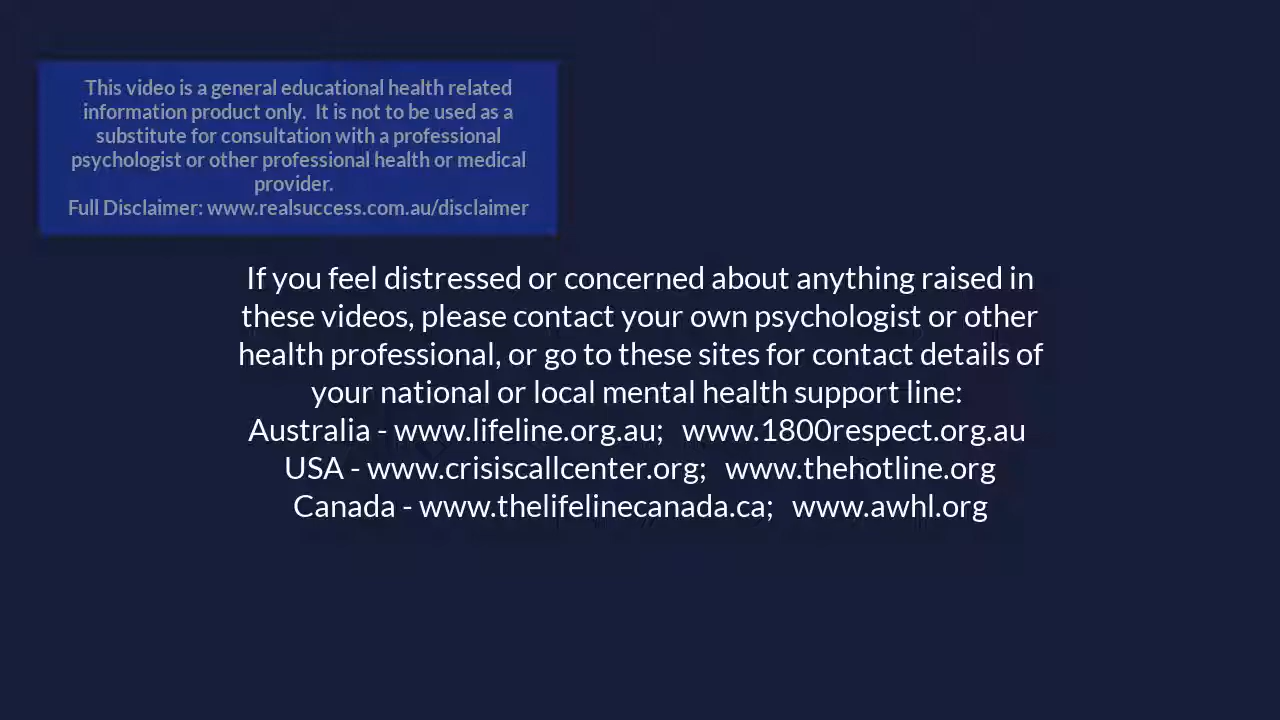 This video is a general educational health related
information product only.  It is not to be used as a
substitute for consultation with a professional
psychologist or other professional health or medical
provider.
Full Disclaimer: www.realsuccess.com.au/disclaimer
If you feel distressed or concerned about anything raised in
these videos, please contact your own psychologist or other
health professional, or go to these sites for contact details of
your national or local mental health support line:
Australia - www.lifeline.org.au;  www.1800respect.org.au
USA - www.crisiscallcenter.org;  www.thehotline.org
Canada - www.thelifelinecanada.ca;  www.awhl.org